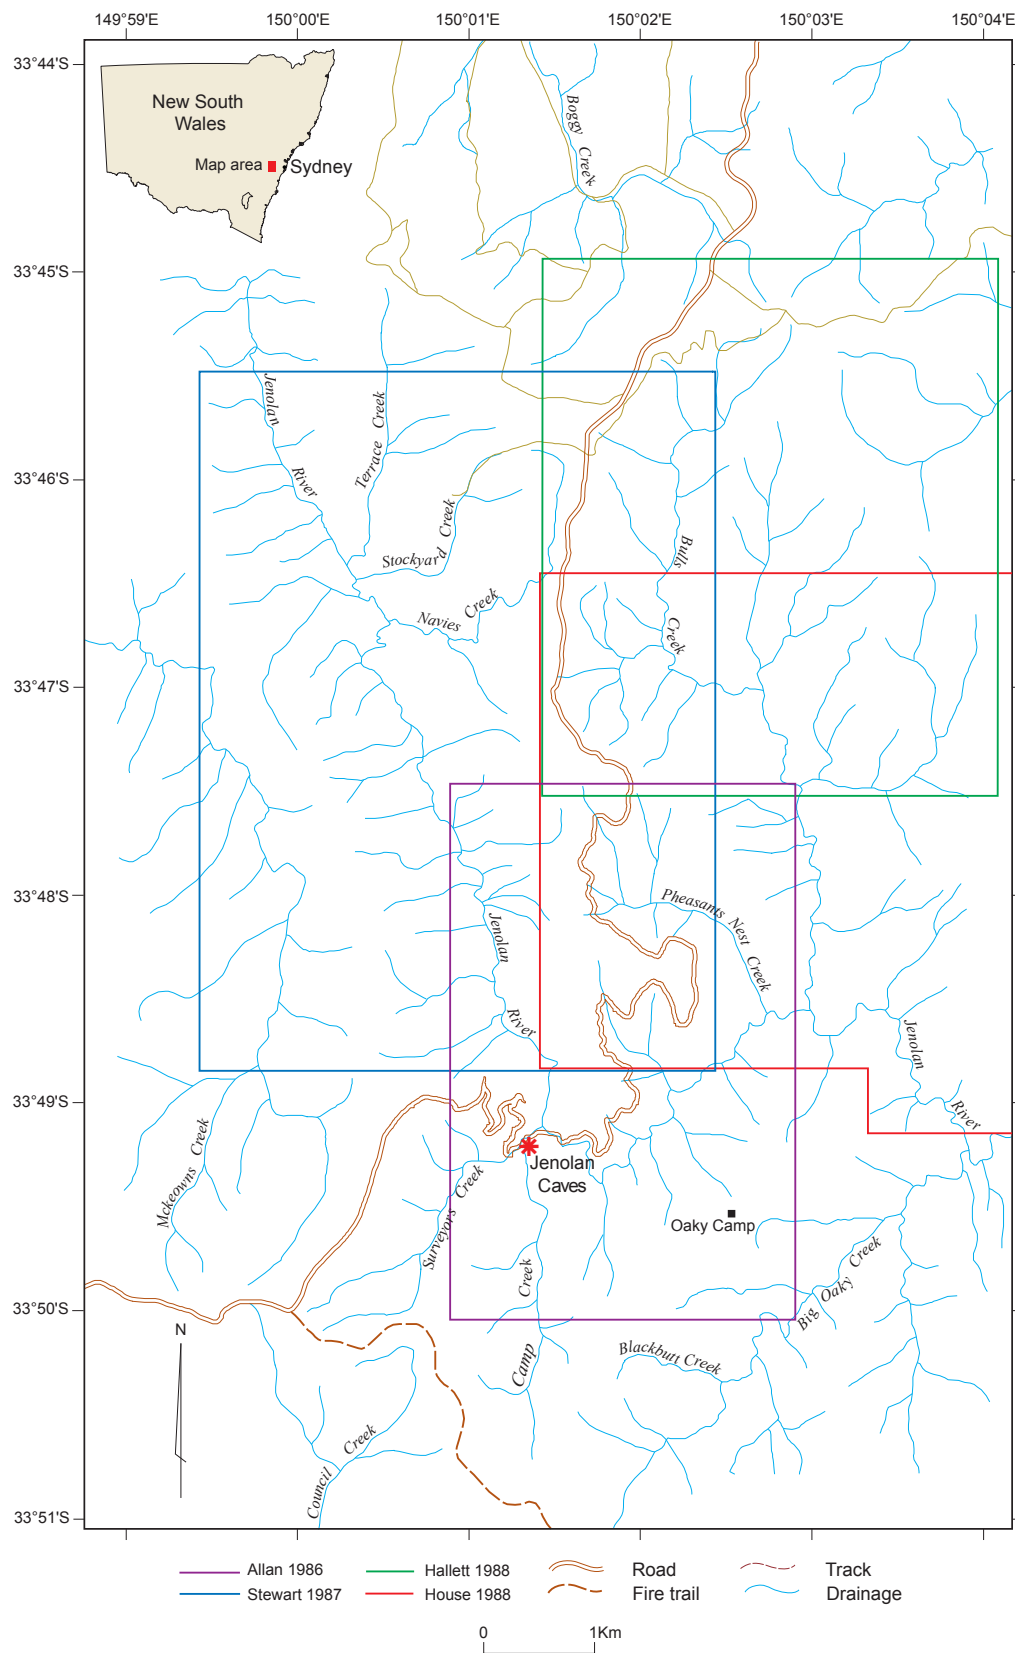 149°59'E 150°00'E 150°01'E 150°02'E 150°03'E 150°04'E
33°44'S
New South
Wales
Map area
Sydney
Boggy Creek
33°45'S
Jenolan
River
Terrace Creek
33°46'S
Stockyard Creek
Bulls
Creek
Navies Creek
33°47'S
33°48'S
Pheasants Nest Creek
Jenolan
River
Jenolan
River
33°49'S
Mckeowns Creek
Jenolan
Caves
Surveyors Creek
Oaky Camp
Big Oaky Creek
33°50'S
N
Camp Creek
Blackbutt Creek
Council Creek
33°51'S
Allan 1986 Hallett 1988 Road Track
Stewart 1987 House 1988 Fire trail Drainage
0 1Km